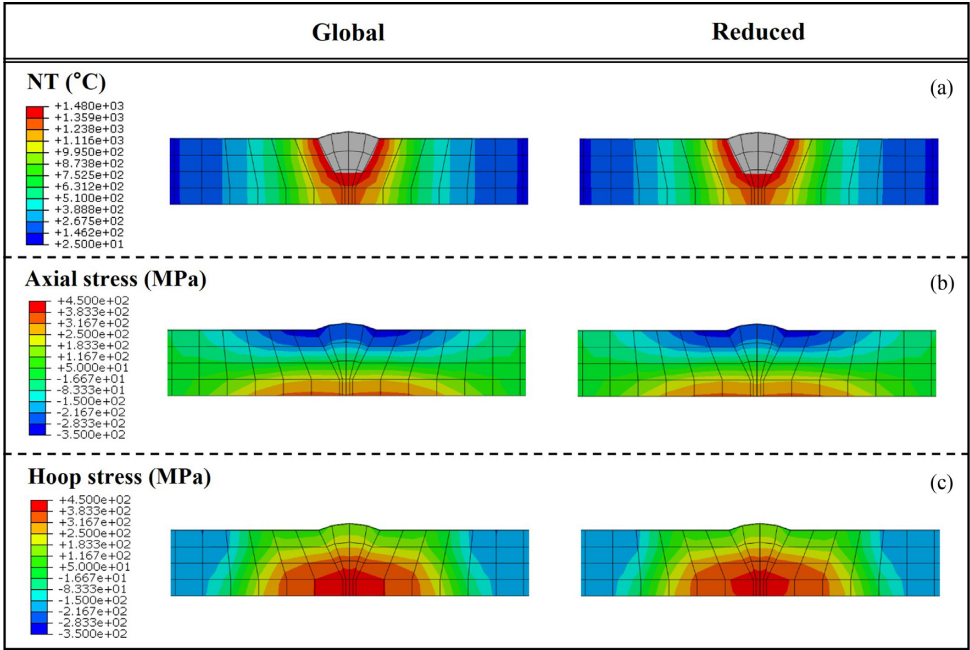 Global
Reduced
NT (°C)
(a)
+1.480e+03
+1.359e+03
+1.238e+03
+1.116e+03
+9.950e+02
+8.738e+02
+7.525e+02
+6.312e+02
+5.100e+02
+3.888e+02
+2.675e+02
+1.462e+02
+2.500e+01
Axial stress (MPa)
(b)
+4.500e+02
+3.833e+02
+3.167e+02
+2.500e+02
+1.833e+02
+1.167e+02
+5.000e+01
-1.667e+01
-8.333e+01
-1.500e+02
-2.167e+02
-2.833e+02
-3.500e+02
Hoop stress (MPa)
(c)
+4.500e+02
+3.833e+02
+3.167e+02
+2.500e+02
+1.833e+02
+1.167e+02
+5.000e+01
-1.667e+01
-8.333e+01
-1.500e+02
-2.167e+02
-2.833e+02
-3.500e+02